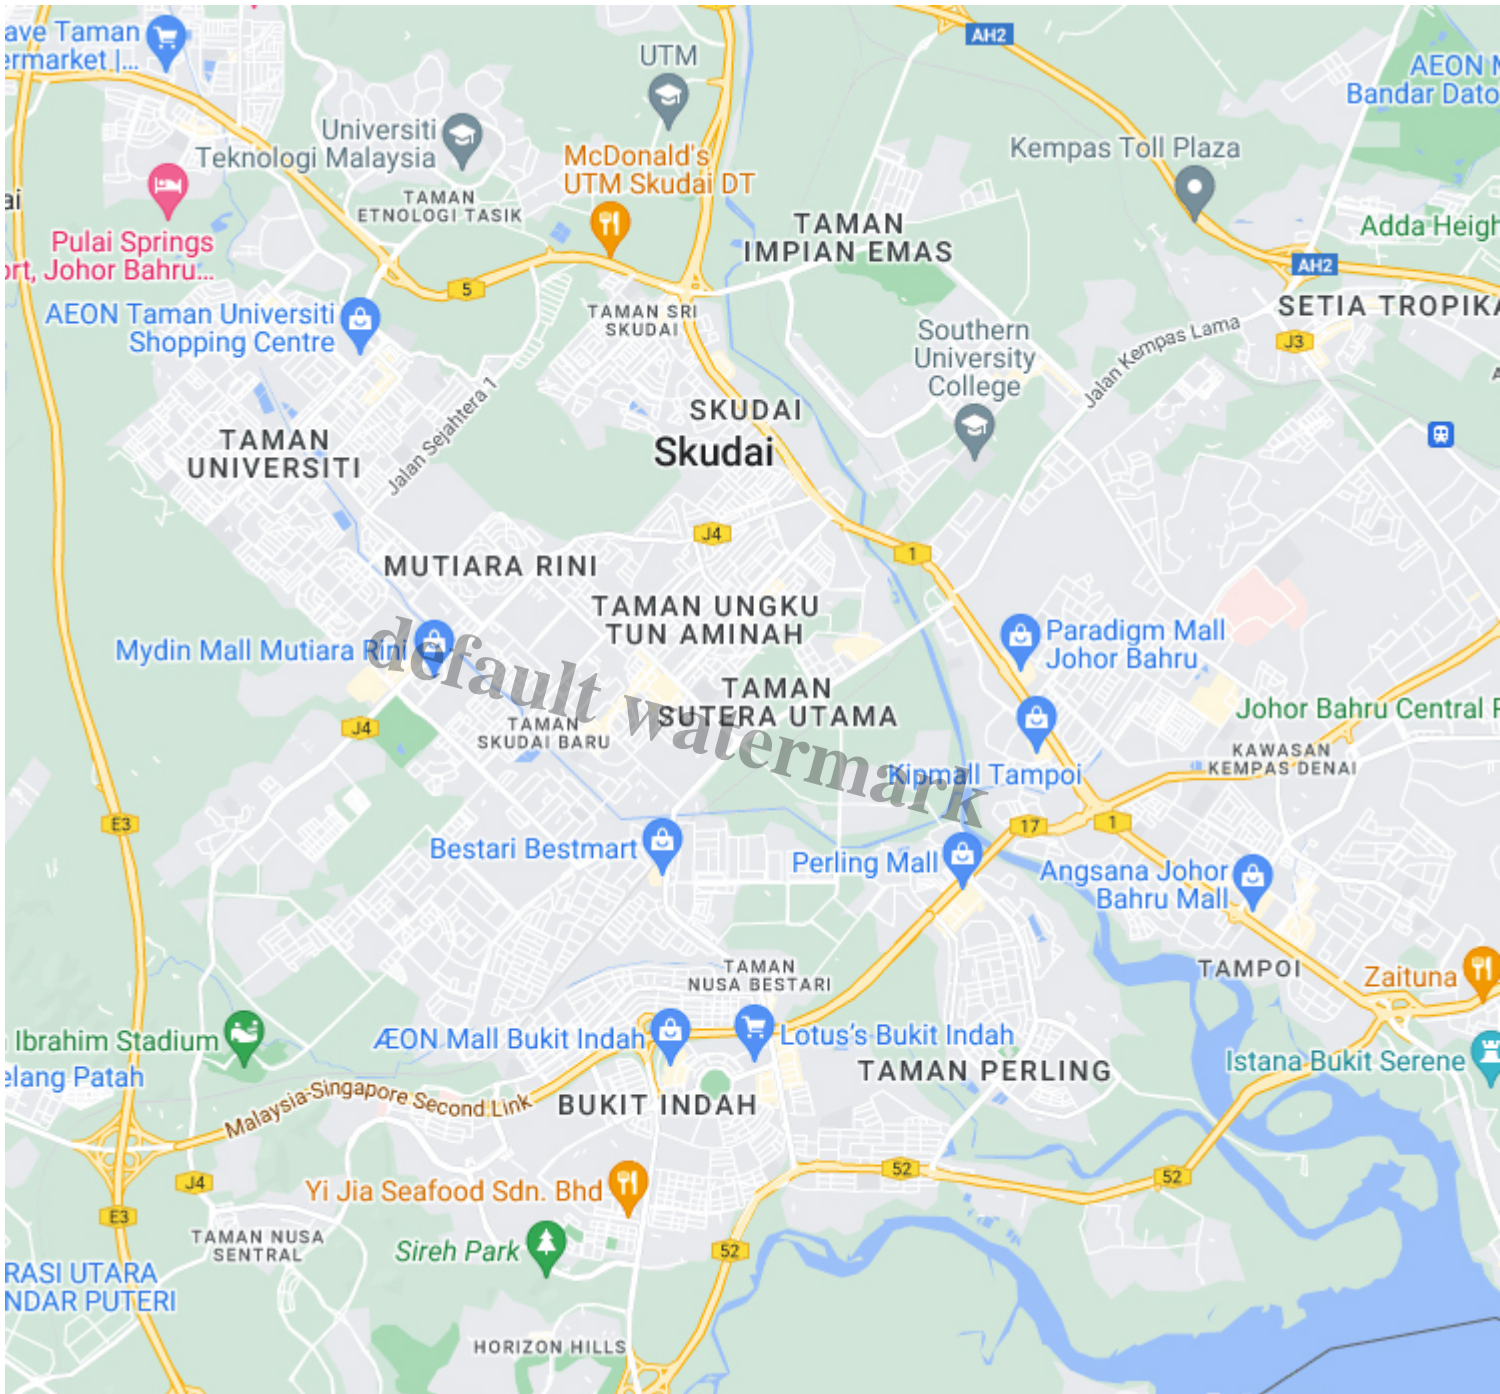 ave Taman
ermarket |...
UTM
AH2
AEON M
Bandar Dato
Universiti
Teknologi Malaysia
McDonald's
UTM Skudai DT
Kempas Toll Plaza
ai
TAMAN
ETNOLOGI TASIK
TAMAN
IMPIAN EMAS
Adda Heigh
Pulai Springs
ort, Johor Bahru...
AH2
5
AEON Taman Universiti
Shopping Centre
TAMAN SRI
SKUDAI
SETIA TROPIKA
Southern
University
College
Jalan Kempas Lama
J3
A
Jalan Sejahtera 1
SKUDAI
Skudai
TAMAN
UNIVERSITI
J4
1
MUTIARA RINI
TAMAN UNGKU
TUN AMINAH
Paradigm Mall
Johor Bahru
Mydin Mall Mutiara Rini
default watermark
TAMAN
SUTERA UTAMA
Johor Bahru Central P
J4
TAMAN
SKUDAI BARU
KAWASAN
KEMPAS DENAI
Kipmall Tampoi
E3
17
1
Bestari Bestmart
Perling Mall
Angsana Johor
Bahru Mall
TAMAN
NUSA BESTARI
TAMPOI
Zaituna
Ibrahim Stadium
ÆON Mall Bukit Indah
Lotus's Bukit Indah
elang Patah
TAMAN PERLING
Istana Bukit Serene
Malaysia-Singapore Second Link
BUKIT INDAH
52
52
J4
Yi Jia Seafood Sdn. Bhd
E3
TAMAN NUSA
SENTRAL
Sireh Park
52
RASI UTARA
NDAR PUTERI
HORIZON HILLS